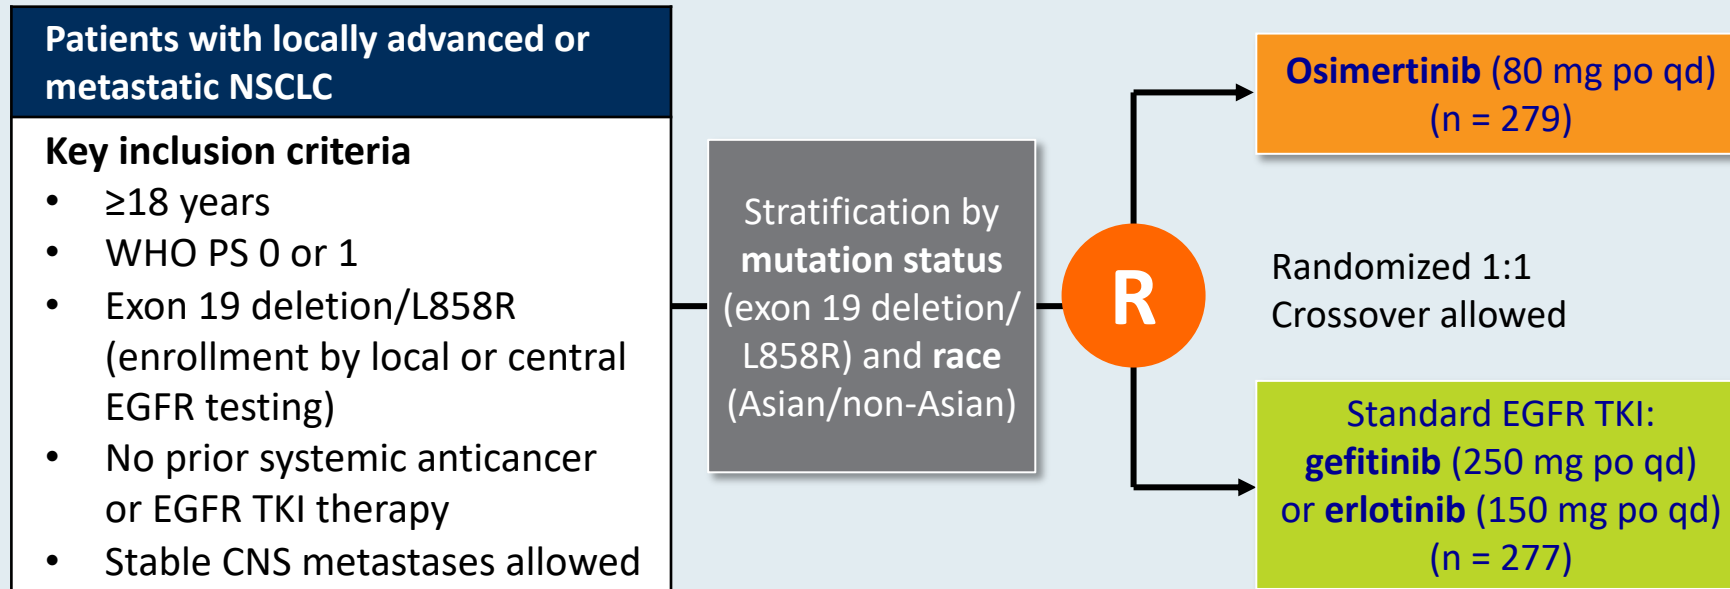 Patients with locally advanced or
metastatic NSCLC
Key inclusion criteria
• ≥18 years
• WHO PS 0 or 1
• Exon 19 deletion/L858R
(enrollment by local or central
EGFR testing)
• No prior systemic anticancer
or EGFR TKI therapy
• Stable CNS metastases allowed
Stratification by
mutation status
(exon 19 deletion/
L858R) and race
(Asian/non-Asian)
R
Osimertinib (80 mg po qd)
(n = 279)
Randomized 1:1
Crossover allowed
Standard EGFR TKI:
gefitinib (250 mg po qd)
or erlotinib (150 mg po qd)
(n = 277)